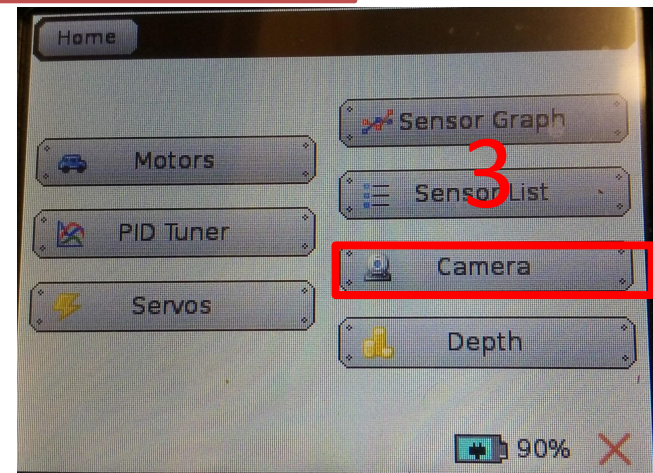 Home
Motors
PID Tuner
Servos
Sensor Graph
3
Sensor List
Camera
Depth
90%